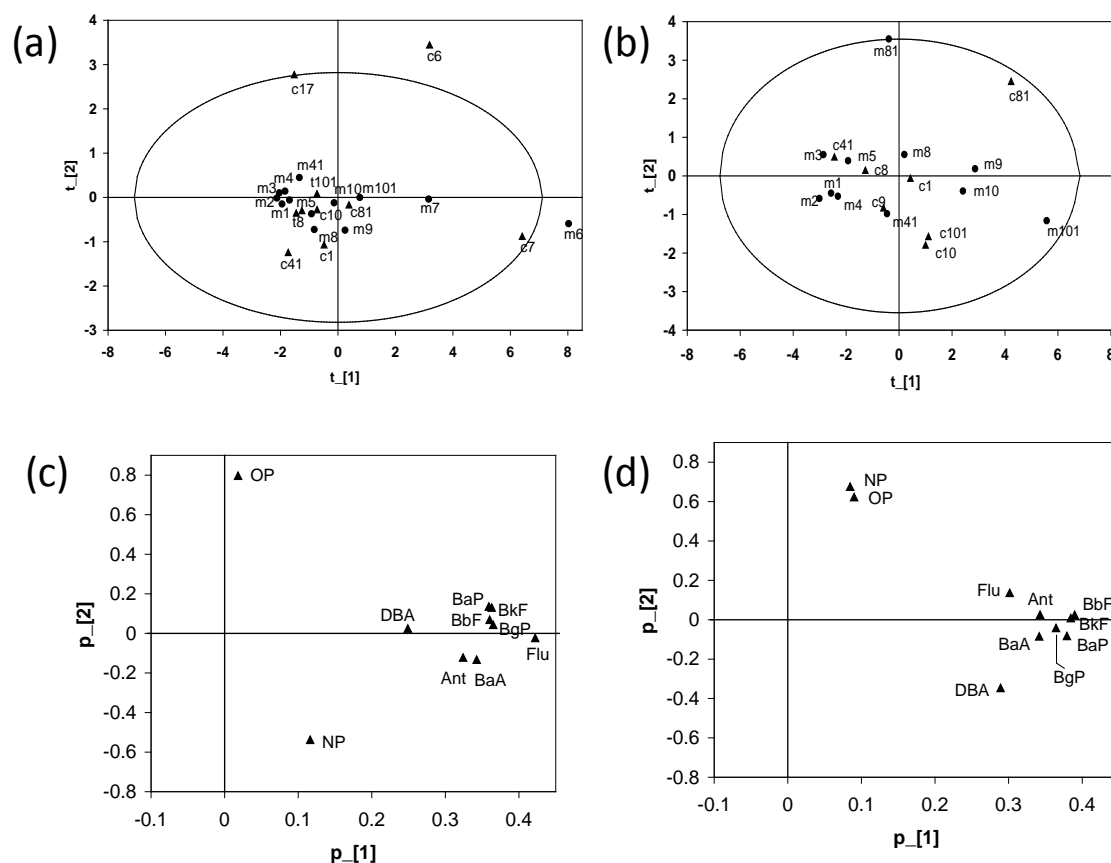 (a)
4
3
2
1
0
-1
-2
-3
t_[2]
c6
c17
m41
m4
m3
t101
m10 m101
m2
m5
c10
c81
m7
m1
t8
m8
m9
c1
c41
c7
m6
-8
-6
-4
-2
0
2
4
6
8
t_[1]
(b)
4
3
2
1
0
-1
-2
-3
-4
t_[2]
m81
c81
m3
c41
m5
m8
m9
c8
c1
m1
m10
m2
m4
c9
m41
m101
c101
c10
-8
-6
-4
-2
0
2
4
6
8
t_[1]
(c)
0.8
0.6
0.4
0.2
0
-0.2
-0.4
-0.6
-0.8
p_[2]
OP
BaP
BkF
DBA
BbF
BgP
Flu
Ant
BaA
NP
-0.1
0
0.1
0.2
0.3
0.4
p_[1]
(d)
0.8
0.6
0.4
0.2
0
-0.2
-0.4
-0.6
-0.8
p_[2]
NP
OP
Flu
Ant
BbF
BkF
BaA
BaP
BgP
DBA
-0.1
0
0.1
0.2
0.3
0.4
p_[1]